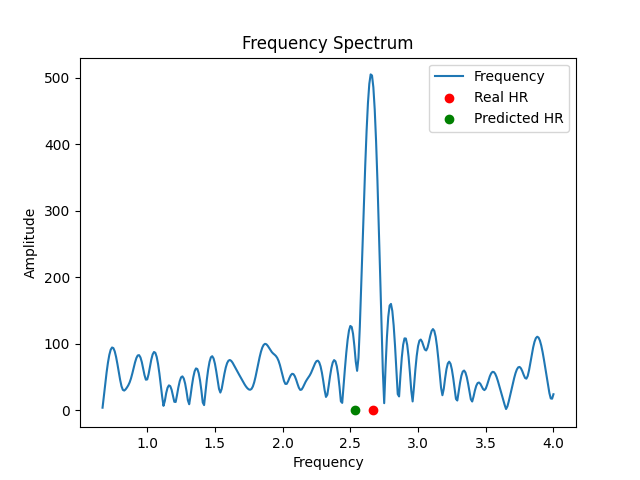 Frequency Spectrum
Frequency
Real HR
Predicted HR
500
400
300
200
100
0
Amplitude
1.0 1.5 2.0 2.5 3.0 3.5 4.0
Frequency